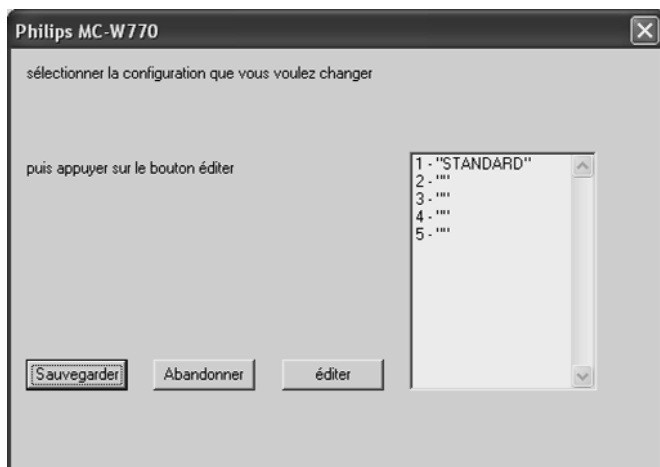 Philips MC-W770
sélectionner la configuration que vous voulez changer
puis appuyer sur le bouton éditer
1 - "STANDARD"
2 - ""
3 - ""
4 - ""
5 - ""
Sauvegarder Abandonner éditer